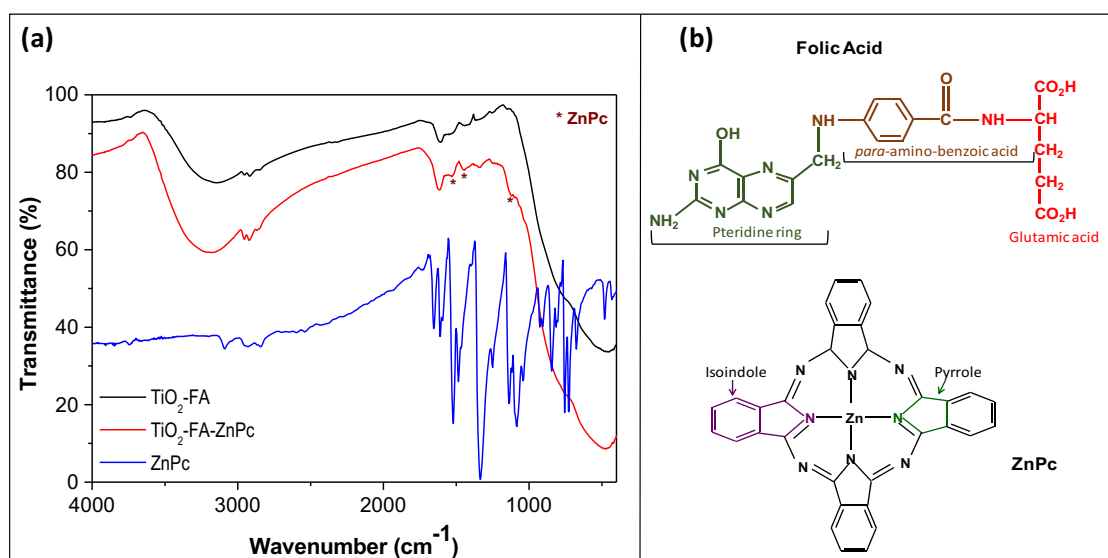 (a)
* ZnPc
100
80
60
40
20
0
Transmittance (%)
TiO2-FA
TiO2-FA-ZnPc
ZnPc
* * *
4000 3000 2000 1000
Wavenumber (cm-1)
(b)
Folic Acid
O CO2H
NH C NH CH
OH para-amino-benzoic acid CH2
CH2
N N CH2
NH2 N N CO2H
Pteridine ring Glutamic acid
Isoindole Pyrrole
N N N
N Zn N
N N N
ZnPc